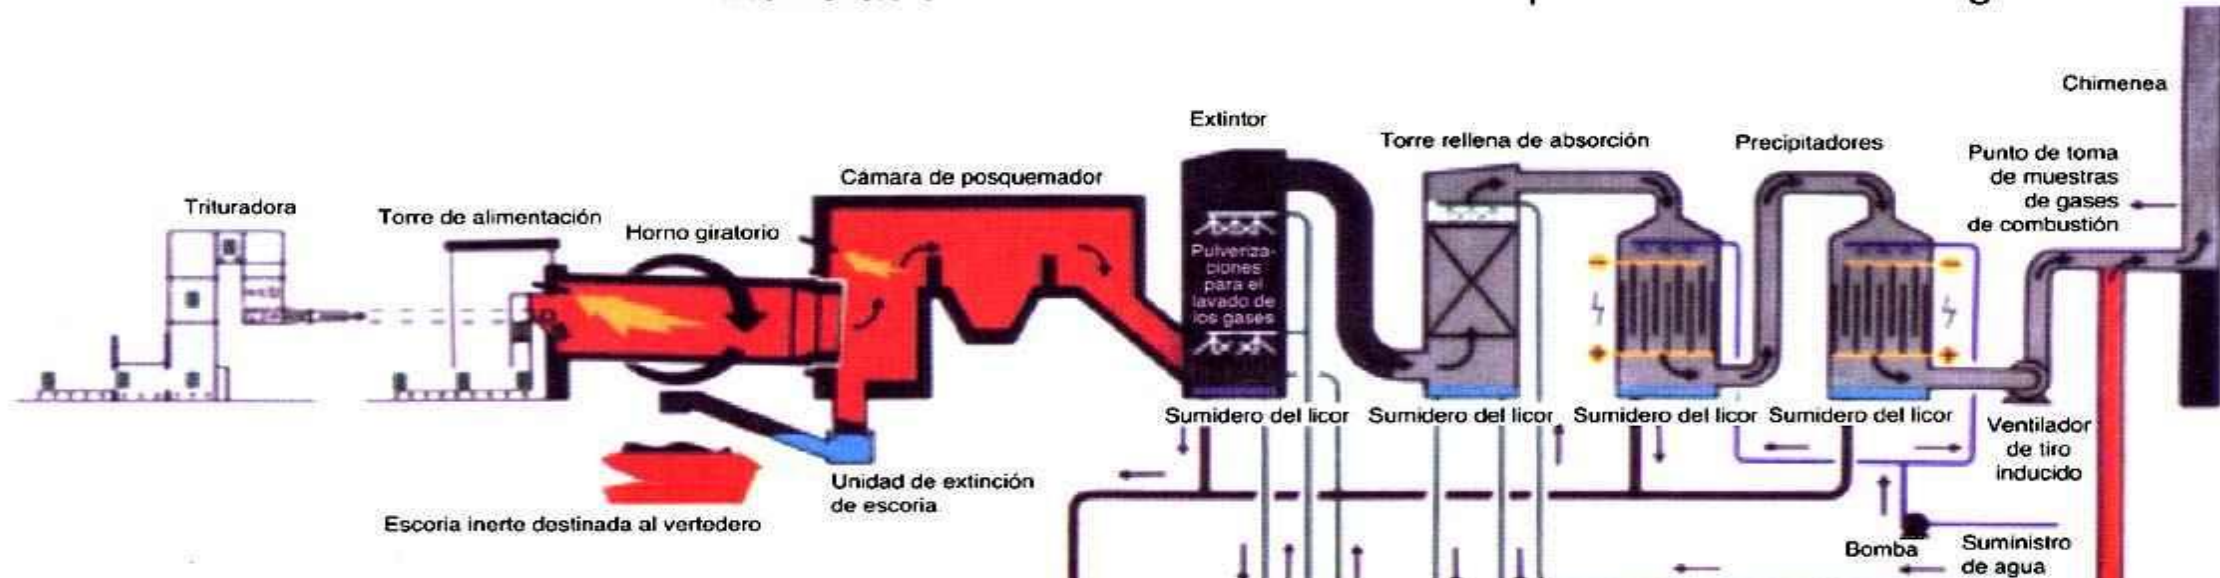 Chimenea
Extintor
Torre rellena de absorción
Precipitadores
Punto de toma
de muestras
de gases
de combustión
Cámara de posquemador
Trituradora
Torre de alimentación
Horno giratorio
Pulveriza-
ciones
para el
lavado de
los gases
Sumidero del licor
Sumidero del licor
Sumidero del licor
Sumidero del licor
Ventilador
de tiro
inducido
Unidad de extinción
de escoria
Escoria inerte destinada al vertedero
Bomba
Suministro
de agua